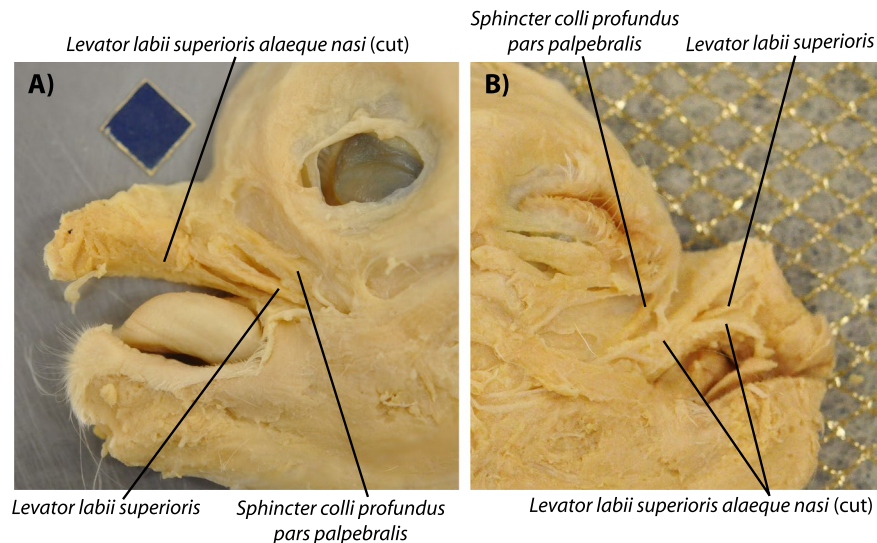 Levator labii superioris alaeque nasi (cut)
A)
Levator labii superioris
Sphincter colli profundus
pars palpebralis
Sphincter colli profundus
pars palpebralis
Levator labii superioris
B)
Levator labii superioris alaeque nasi (cut)